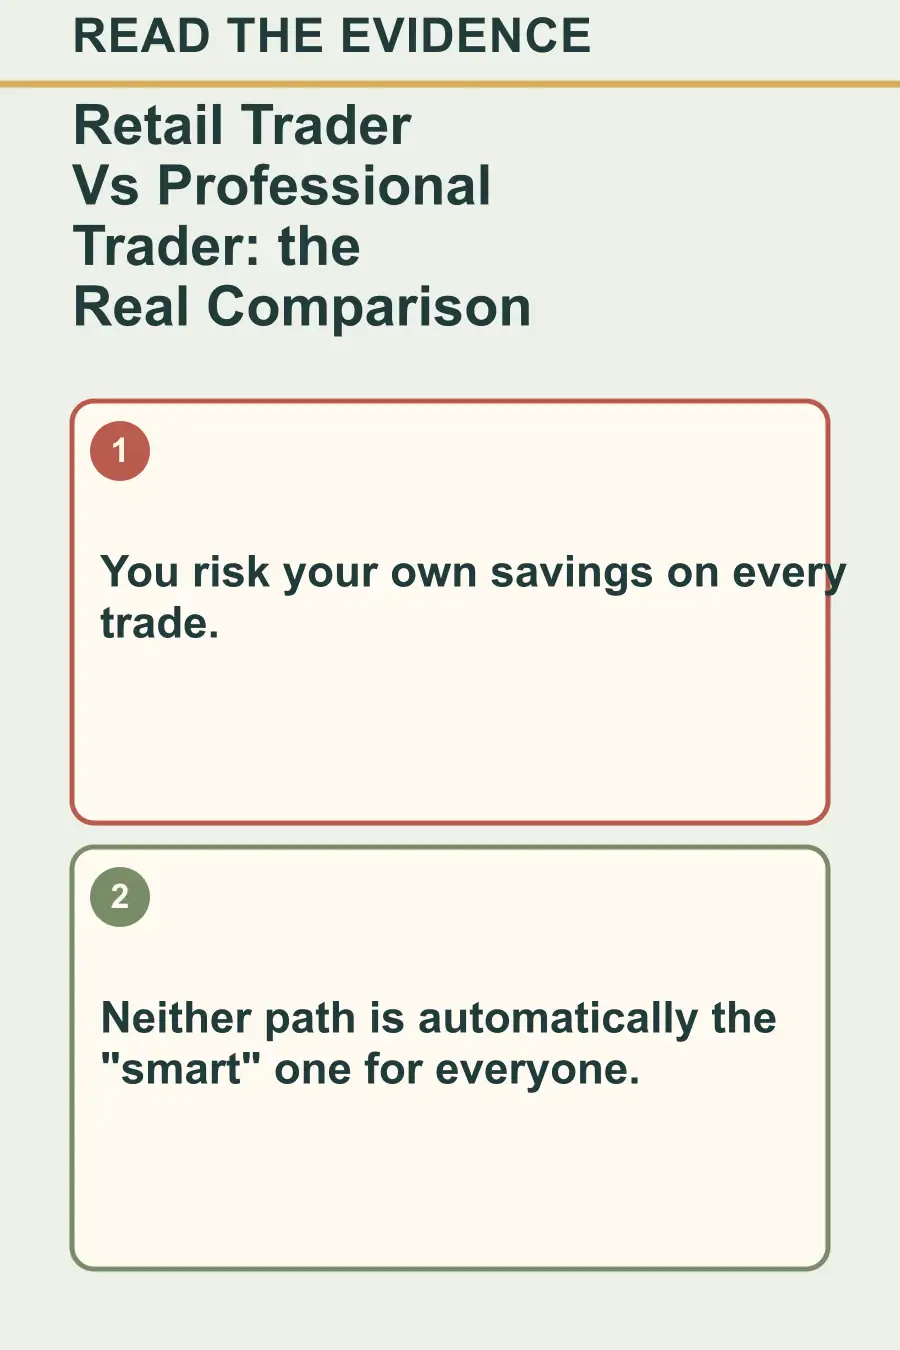 READ THE EVIDENCE
Retail Trader
Vs Professional
Trader: the
Real Comparison
1
You risk your own savings on every
trade.
2
Neither path is automatically the
"smart" one for everyone.